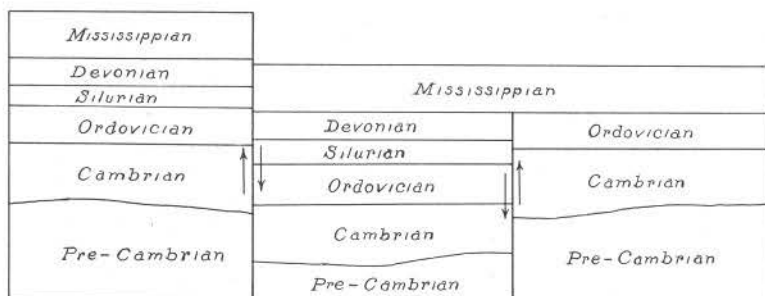 Mississippian
Devonian
Silurian
Ordovician
Cambrian
Pre-Cambrian
Mississippian
Devonian
Silurian
Ordovician
Cambrian
Pre-Cambrian
Ordovician
Cambrian
Pre-Cambrian